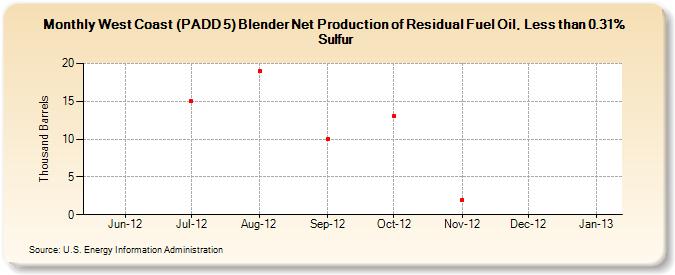 Monthly West Coast (PADD 5) Blender Net Production of Residual Fuel Oil, Less than 0.31%
Sulfur
Thousand Barrels
20
15
10
5
0
Jun-12 Jul-12 Aug-12 Sep-12 Oct-12 Nov-12 Dec-12 Jan-13
Source: U.S. Energy Information Administration